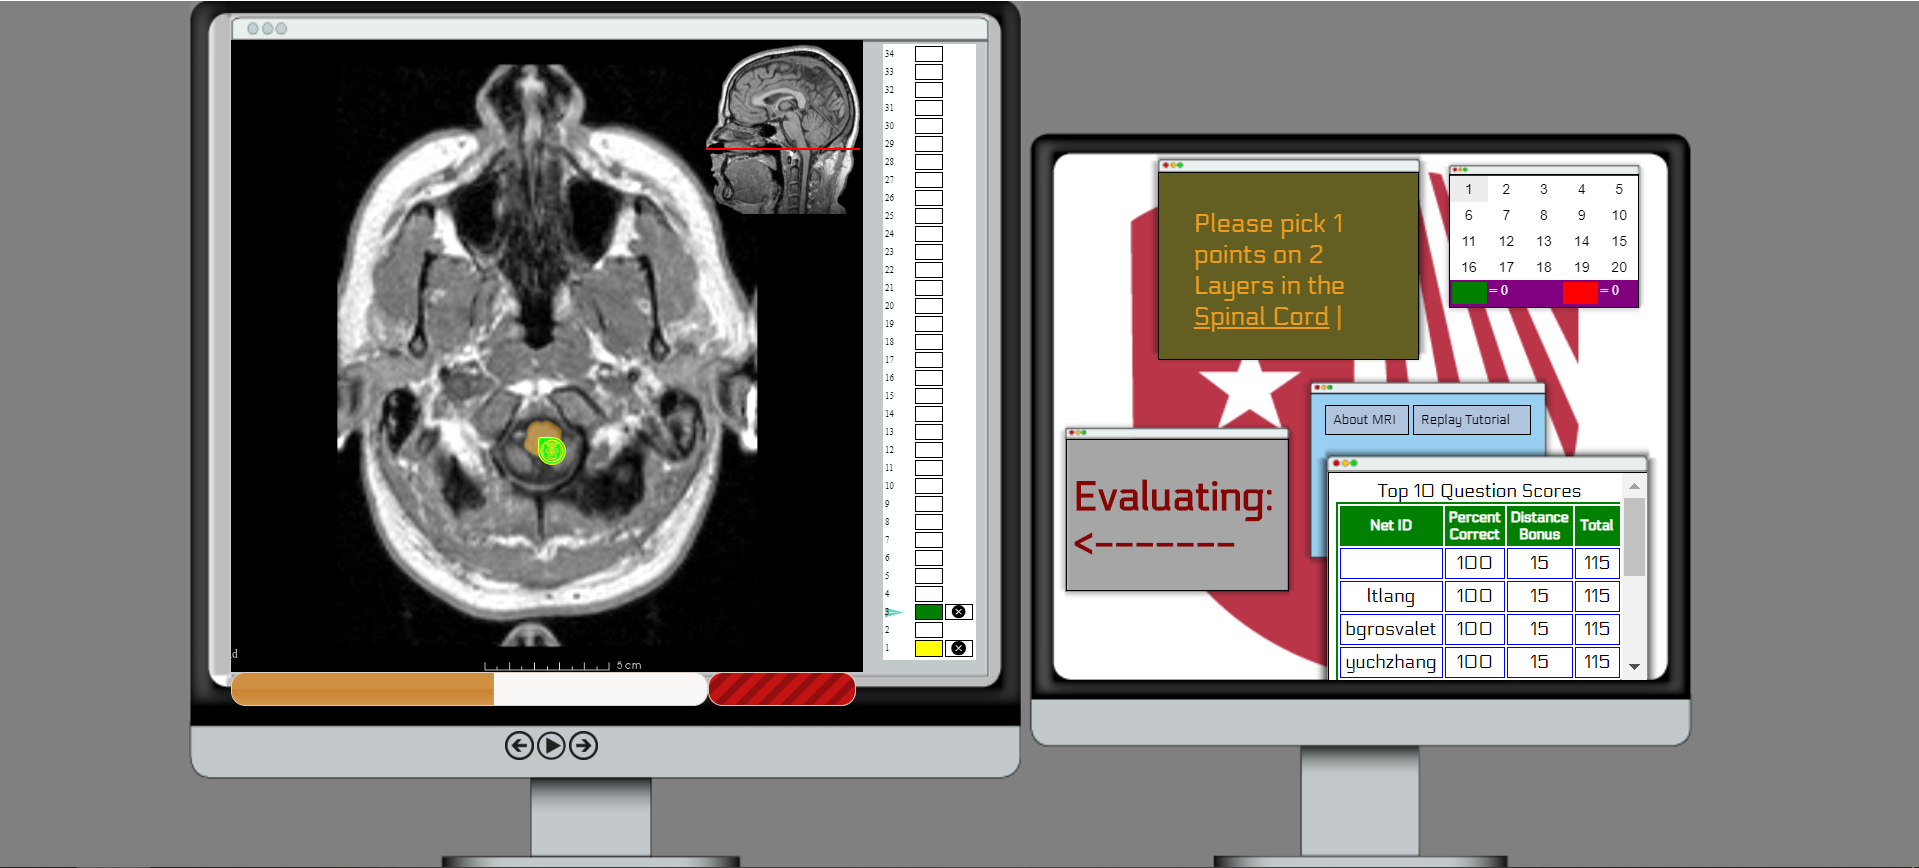 34
33
32
31
30
29
28
27
26
25
24
23
22
21
20
19
18
17
16
15
14
13
12
11
10
9
8
7
6
5
4
3
2
1
d
5 cm
Please pick 1
points on 2
Layers in the
Spinal Cord |
1 2 3 4 5
6 7 8 9 10
11 12 13 14 15
16 17 18 19 20
= 0 = 0
About MRI Replay Tutorial
Evaluating:
<-------
Top 10 Question Scores
Net ID Percent Correct Distance Bonus Total
100 15 115
ltlang 100 15 115
bgrosvalet 100 15 115
yuchzhang 100 15 115